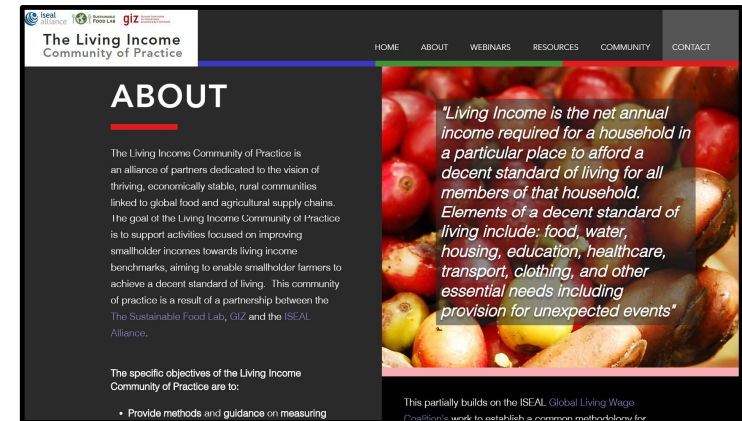 iseal
alliance
SUSTAINABLE
FOOD LAB
giz
The Living Income
Community of Practice
HOME
ABOUT
WEBINARS
RESOURCES
COMMUNITY
CONTACT
ABOUT
The Living Income Community of Practice is
an alliance of partners dedicated to the vision of
thriving, economically stable, rural communities
linked to global food and agricultural supply chains.
The goal of the Living Income Community of Practice
is to support activities focused on improving
smallholder incomes towards living income
benchmarks, aiming to enable smallholder farmers to
achieve a decent standard of living. This community
of practice is a result of a partnership between the
The Sustainable Food Lab, GIZ and the ISEAL
Alliance.
The specific objectives of the Living Income
Community of Practice are to:
• Provide methods and guidance on measuring
"Living Income is the net annual
income required for a household in
a particular place to afford a
decent standard of living for all
members of that household.
Elements of a decent standard of
living include: food, water,
housing, education, healthcare,
transport, clothing, and other
essential needs including
provision for unexpected events"
This partially builds on the ISEAL Global Living Wage
Coalition's work to establish a common methodology for